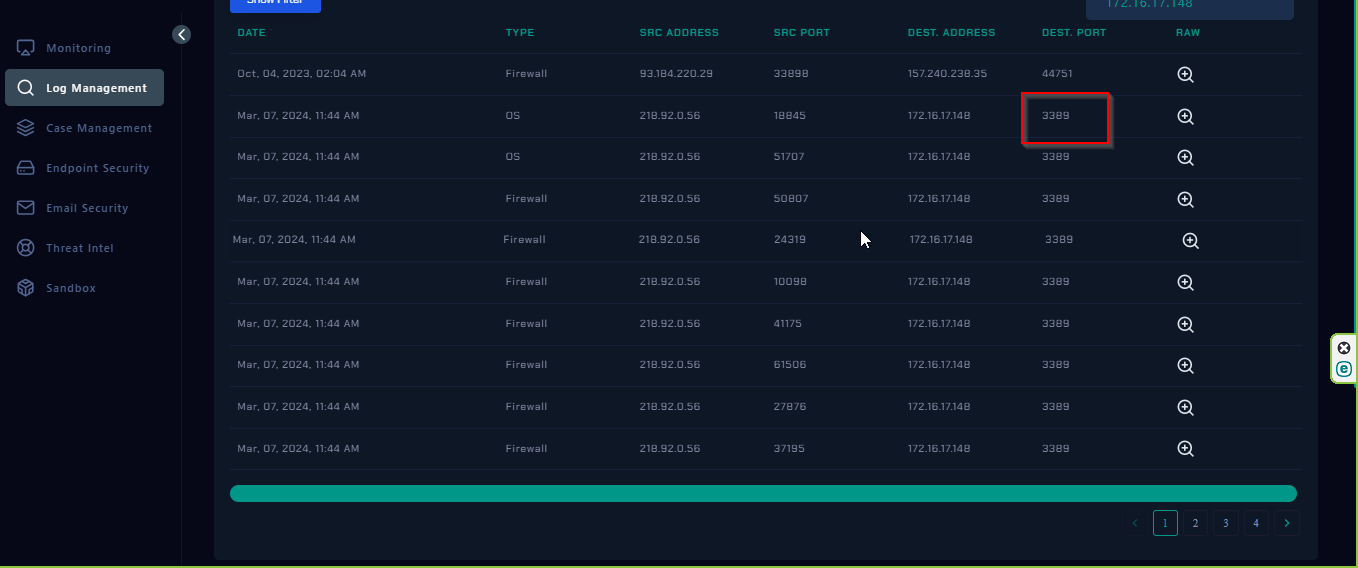 Show Filter
172.16.17.148
Monitoring
Log Management
Case Management
Endpoint Security
Email Security
Threat Intel
Sandbox
DATE TYPE SRC ADDRESS SRC PORT DEST. ADDRESS DEST. PORT RAW
Oct, 04, 2023, 02:04 AM Firewall 93.184.220.29 33898 157.240.238.35 44751
Mar, 07, 2024, 11:44 AM OS 218.92.0.56 18845 172.16.17.148 3389
Mar, 07, 2024, 11:44 AM OS 218.92.0.56 51707 172.16.17.148 3389
Mar, 07, 2024, 11:44 AM Firewall 218.92.0.56 50807 172.16.17.148 3389
Mar, 07, 2024, 11:44 AM Firewall 218.92.0.56 24319 172.16.17.148 3389
Mar, 07, 2024, 11:44 AM Firewall 218.92.0.56 10098 172.16.17.148 3389
Mar, 07, 2024, 11:44 AM Firewall 218.92.0.56 41175 172.16.17.148 3389
Mar, 07, 2024, 11:44 AM Firewall 218.92.0.56 61506 172.16.17.148 3389
Mar, 07, 2024, 11:44 AM Firewall 218.92.0.56 27876 172.16.17.148 3389
Mar, 07, 2024, 11:44 AM Firewall 218.92.0.56 37195 172.16.17.148 3389
< 1 2 3 4 >
e